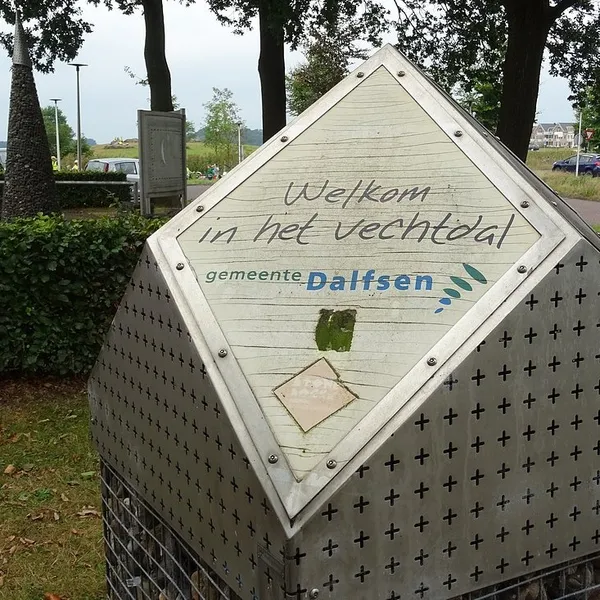 Welkom
in het vechtdal
gemeente Dalfsen